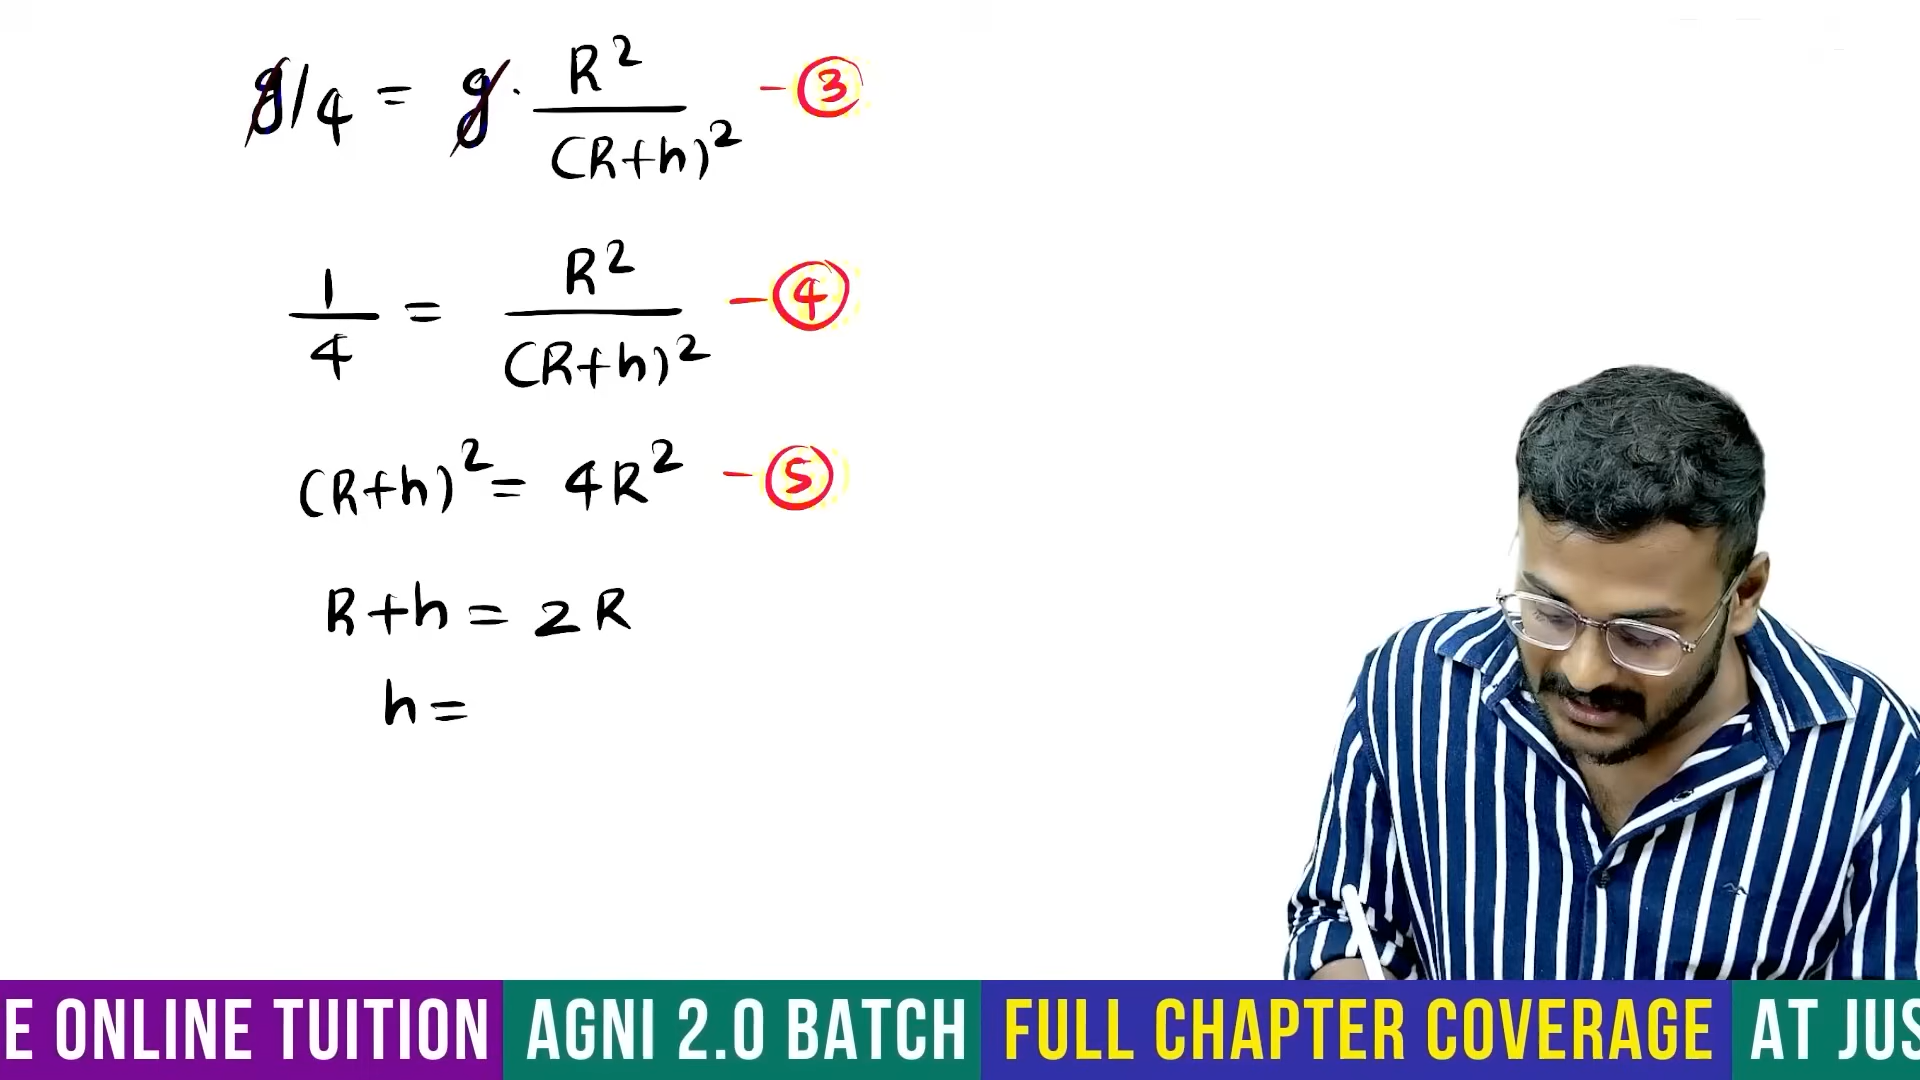 g/4 = g · R²/(R+h)² - ③
1/4 = R²/(R+h)² - ④
(R+h)² = 4R² - ⑤
R+h = 2R
h =
E ONLINE TUITION AGNI 2.0 BATCH FULL CHAPTER COVERAGE AT JUS